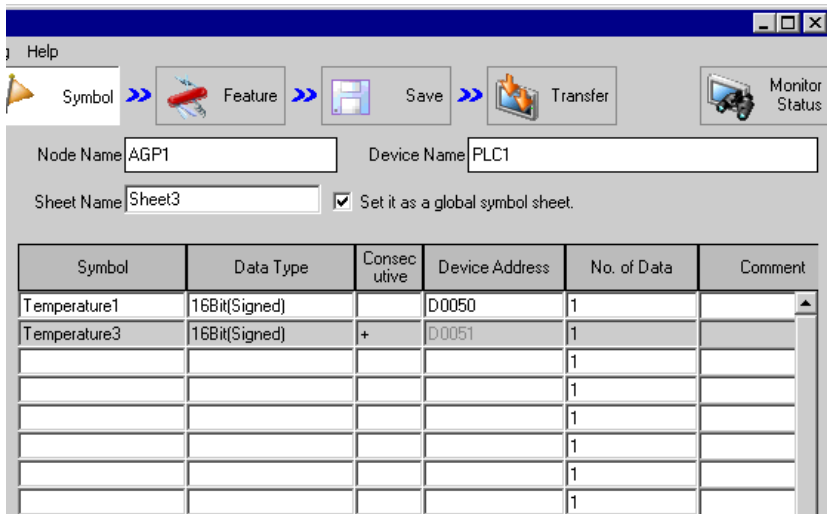 g Help
Symbol Feature Save Transfer Monitor Status
Node Name AGP1 Device Name PLC1
Sheet Name Sheet3 Set it as a global symbol sheet.
Symbol Data Type Consecutive Device Address No. of Data Comment
Temperature1 16Bit(Signed) D0050 1
Temperature3 16Bit(Signed) + D0051 1
1
1
1
1
1
1